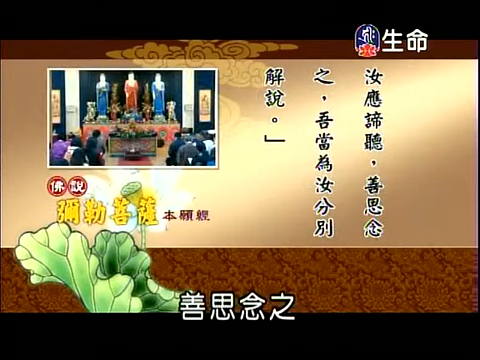 生命
汝應諦聽，善思念
之，吾當為汝分別
解說。」
佛說
彌勒菩薩本願經
善思念之